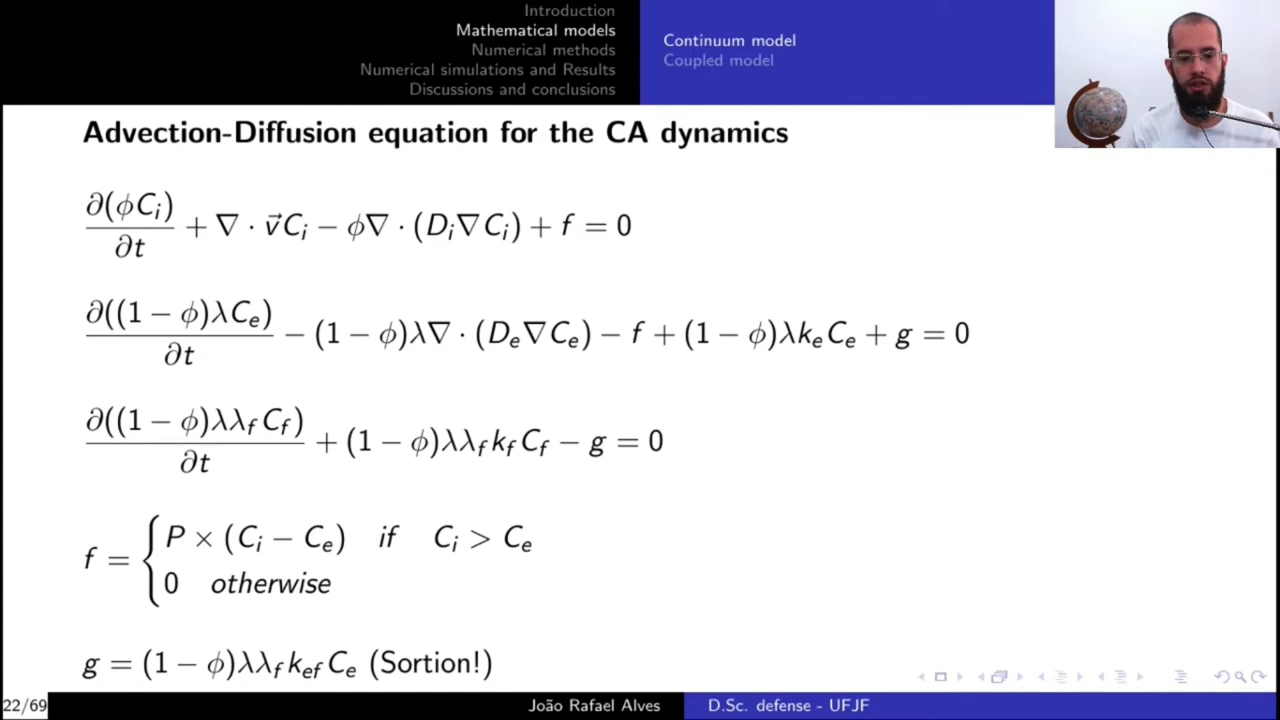 Introduction
Mathematical models
Numerical methods
Numerical simulations and Results
Discussions and conclusions
Continuum model
Coupled model
Advection-Diffusion equation for the CA dynamics
∂(ϕC_i)/∂t + ∇ · v⃗C_i − ϕ∇ · (D_i∇C_i) + f = 0
∂((1 − ϕ)λC_e)/∂t − (1 − ϕ)λ∇ · (D_e∇C_e) − f + (1 − ϕ)λk_eC_e + g = 0
∂((1 − ϕ)λλ_fC_f)/∂t + (1 − ϕ)λλ_fk_fC_f − g = 0
f = { P × (C_i − C_e) if C_i > C_e
0 otherwise
g = (1 − ϕ)λλ_fk_{ef}C_e (Sortion!)
22/69
João Rafael Alves
D.Sc. defense - UFJF